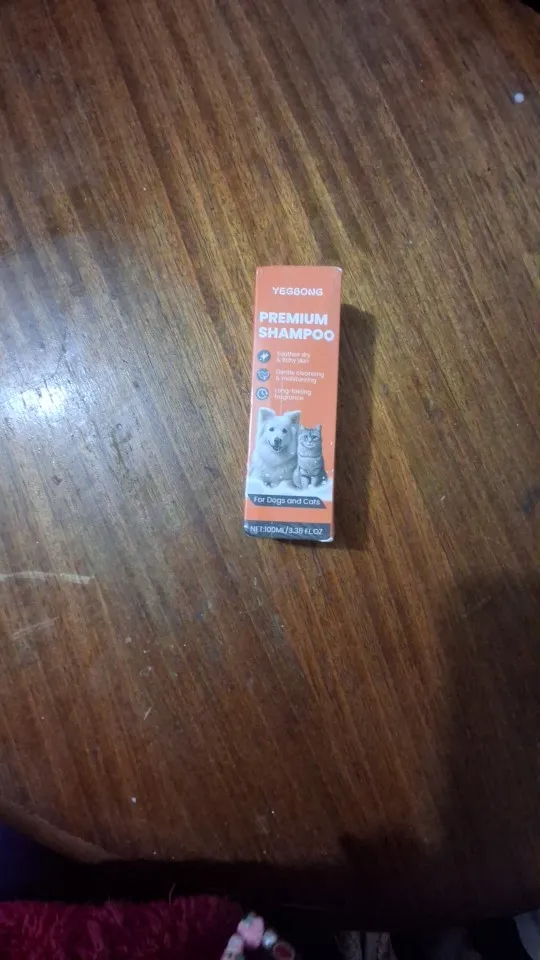 YEGBONG
PREMIUM
SHAMPOO
Soothes dry
& itchy skin
Gentle cleansing
& moisturizing
Long-lasting
fragrance
For Dogs and Cats
NET:100ML/3.38 FL.OZ